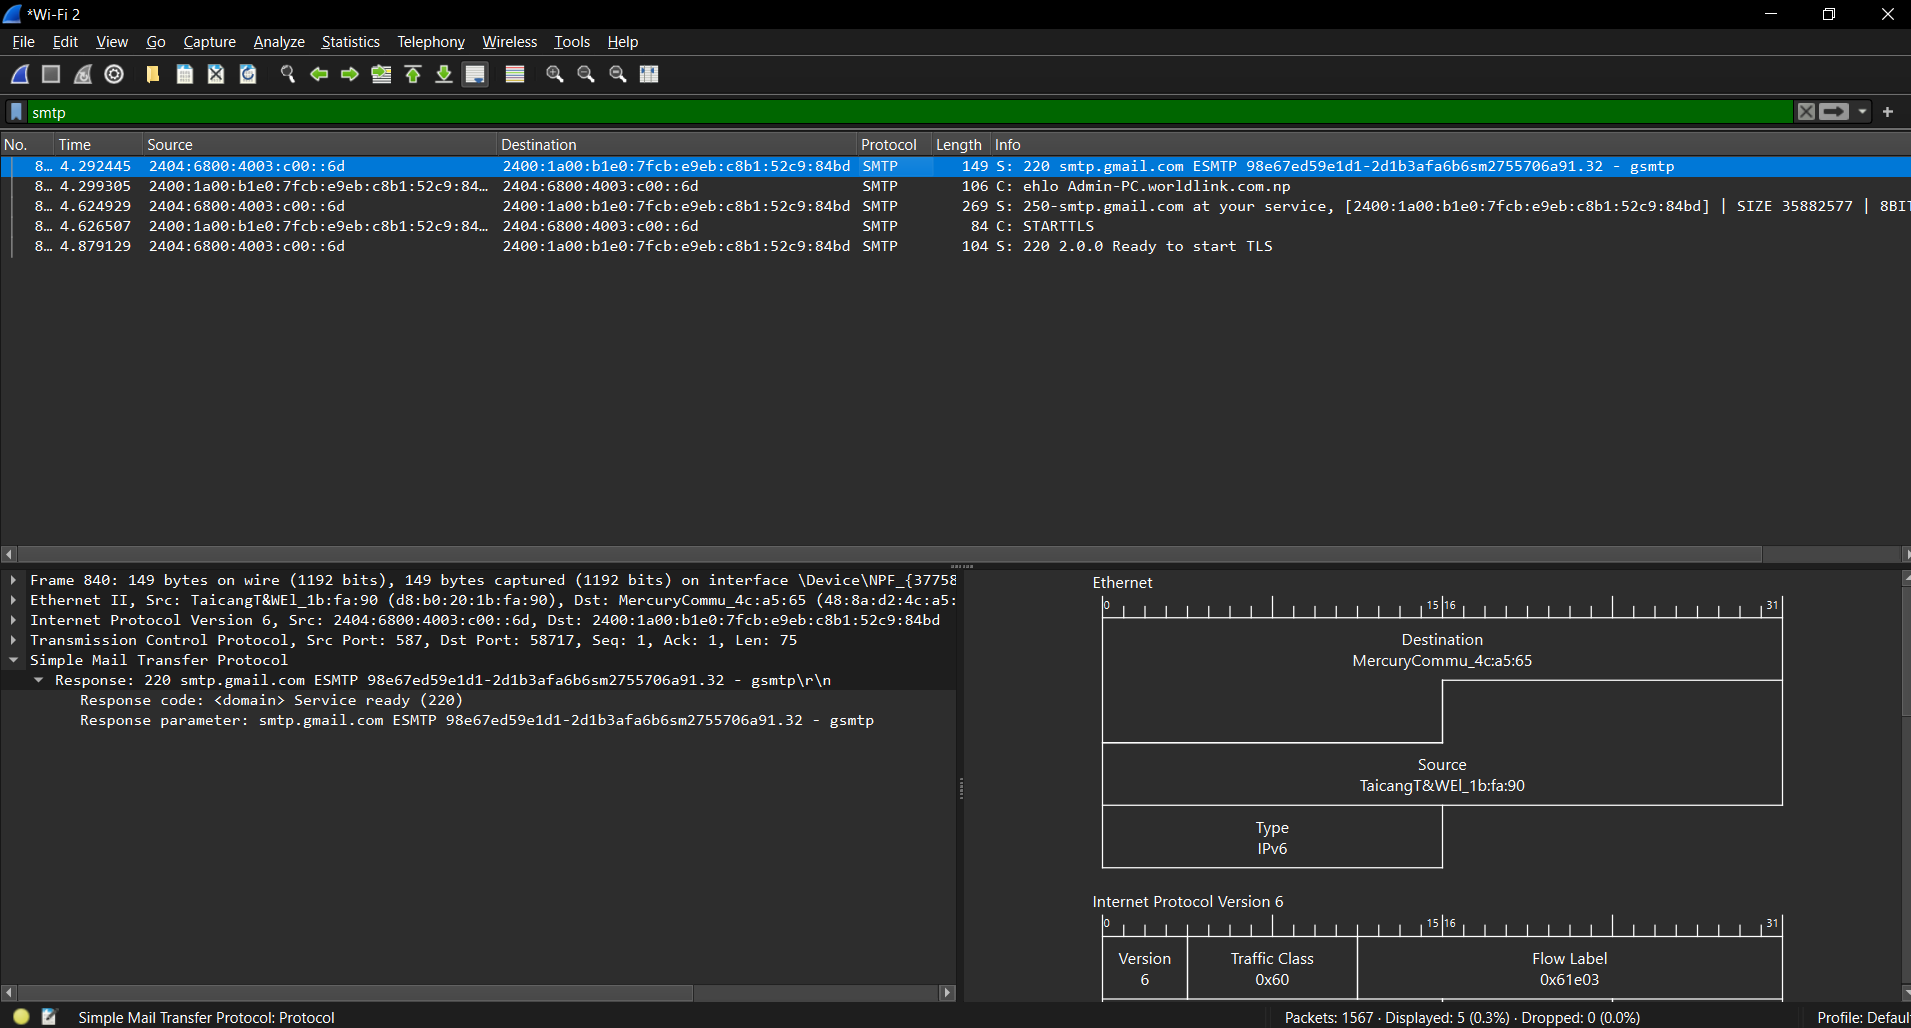 *Wi-Fi 2
File Edit View Go Capture Analyze Statistics Telephony Wireless Tools Help
smtp
No. Time Source Destination Protocol Length Info
8… 4.292445 2404:6800:4003:c00::6d 2400:1a00:b1e0:7fcb:e9eb:c8b1:52c9:84bd SMTP 149 S: 220 smtp.gmail.com ESMTP 98e67ed59e1d1-2d1b3afa6b6sm2755706a91.32 - gsmtp
8… 4.299305 2400:1a00:b1e0:7fcb:e9eb:c8b1:52c9:84… 2404:6800:4003:c00::6d SMTP 106 C: ehlo Admin-PC.worldlink.com.np
8… 4.624929 2404:6800:4003:c00::6d 2400:1a00:b1e0:7fcb:e9eb:c8b1:52c9:84bd SMTP 269 S: 250-smtp.gmail.com at your service, [2400:1a00:b1e0:7fcb:e9eb:c8b1:52c9:84bd] | SIZE 35882577 | 8BIT
8… 4.626507 2400:1a00:b1e0:7fcb:e9eb:c8b1:52c9:84… 2404:6800:4003:c00::6d SMTP 84 C: STARTTLS
8… 4.879129 2404:6800:4003:c00::6d 2400:1a00:b1e0:7fcb:e9eb:c8b1:52c9:84bd SMTP 104 S: 220 2.0.0 Ready to start TLS
Frame 840: 149 bytes on wire (1192 bits), 149 bytes captured (1192 bits) on interface \Device\NPF_{37758
Ethernet II, Src: TaicangT&WEl_1b:fa:90 (d8:b0:20:1b:fa:90), Dst: MercuryCommu_4c:a5:65 (48:8a:d2:4c:a5:
Internet Protocol Version 6, Src: 2404:6800:4003:c00::6d, Dst: 2400:1a00:b1e0:7fcb:e9eb:c8b1:52c9:84bd
Transmission Control Protocol, Src Port: 587, Dst Port: 58717, Seq: 1, Ack: 1, Len: 75
Simple Mail Transfer Protocol
Response: 220 smtp.gmail.com ESMTP 98e67ed59e1d1-2d1b3afa6b6sm2755706a91.32 - gsmtp\r\n
Response code: <domain> Service ready (220)
Response parameter: smtp.gmail.com ESMTP 98e67ed59e1d1-2d1b3afa6b6sm2755706a91.32 - gsmtp
Ethernet
0 15 16 31
Destination
MercuryCommu_4c:a5:65
Source
TaicangT&WEl_1b:fa:90
Type
IPv6
Internet Protocol Version 6
0 15 16 31
Version Traffic Class Flow Label
6 0x60 0x61e03
Simple Mail Transfer Protocol: Protocol
Packets: 1567 · Displayed: 5 (0.3%) · Dropped: 0 (0.0%)
Profile: Defaul